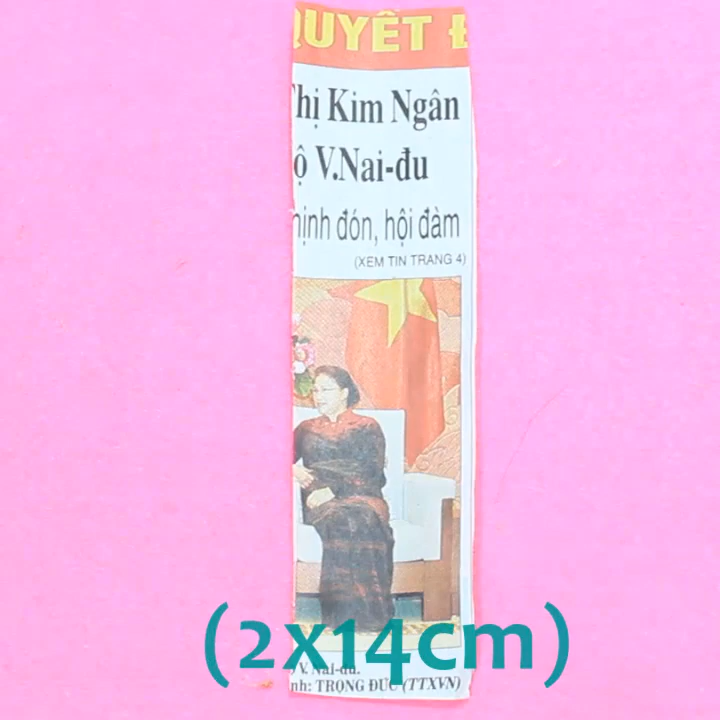 QUYẾT Đ
Thị Kim Ngân
ộ V.Nai-đu
hịnh đón, hội đàm
(XEM TIN TRANG 4)
(2x14cm)
V. Nai-đu.
nh: TRỌNG ĐỨC (TTXVN)